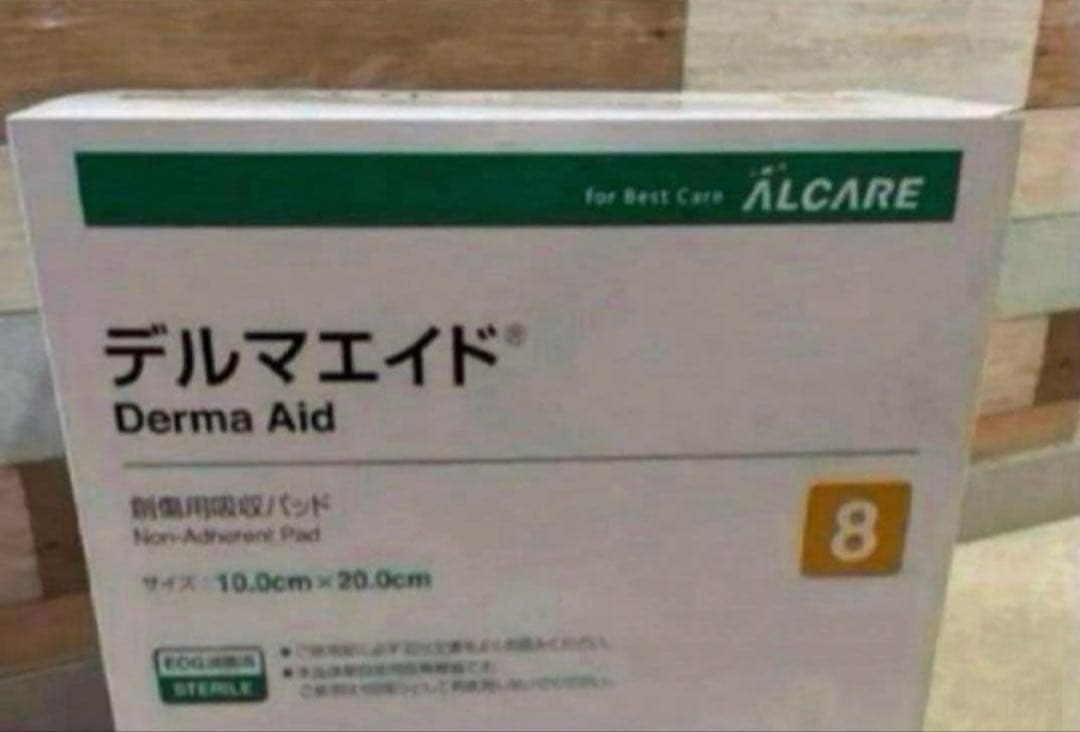 for Best Care ALCARE
デルマエイド®
Derma Aid
創傷用吸収パッド
Non-Adherent Pad
8
サイズ：10.0cm×20.0cm
EOG滅菌済
STERILE